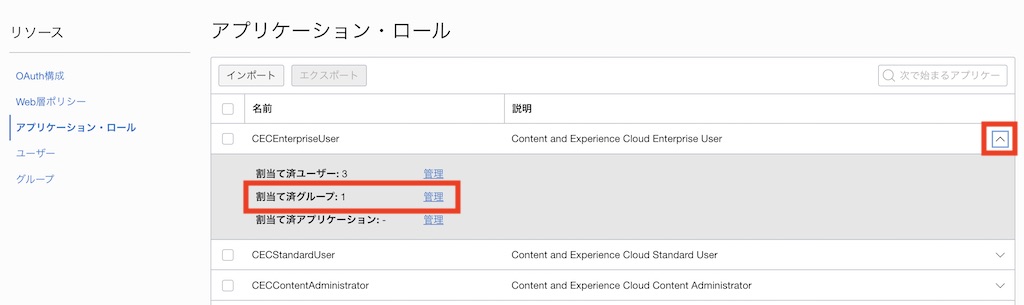 リソース
OAuth構成
Web層ポリシー
アプリケーション・ロール
ユーザー
グループ
アプリケーション・ロール
インポート エクスポート 次で始まるアプリケー
名前 説明
CECEnterpriseUser Content and Experience Cloud Enterprise User
割当て済ユーザー: 3 管理
割当て済グループ: 1 管理
割当て済アプリケーション: - 管理
CECStandardUser Content and Experience Cloud Standard User
CECContentAdministrator Content and Experience Cloud Content Administrator